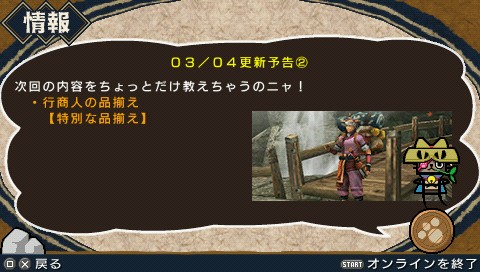 情報
03／04更新予告②
次回の内容をちょっとだけ教えちゃうのニャ！
・行商人の品揃え
【特別な品揃え】
□×戻る
START オンラインを終了